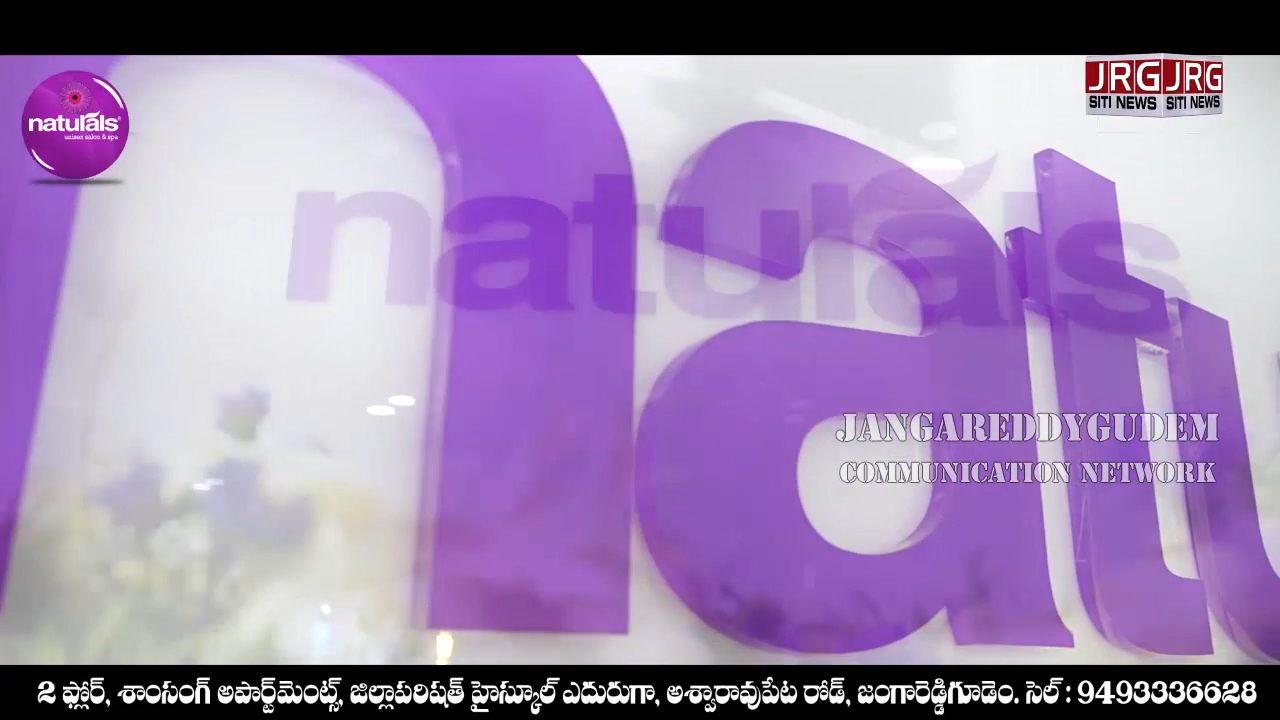 naturals
unisex salon & spa
JRG JRG
SITI NEWS SITI NEWS
naturals
natu
JANGAREDDYGUDEM
COMMUNICATION NETWORK
2 ఫ్లోర్, శాంసంగ్ అపార్ట్‌మెంట్స్, జిల్లాపరిషత్ హైస్కూల్ ఎదురుగా, అశ్వారావుపేట రోడ్, జంగారెడ్డిగూడెం. సెల్ : 9493336628